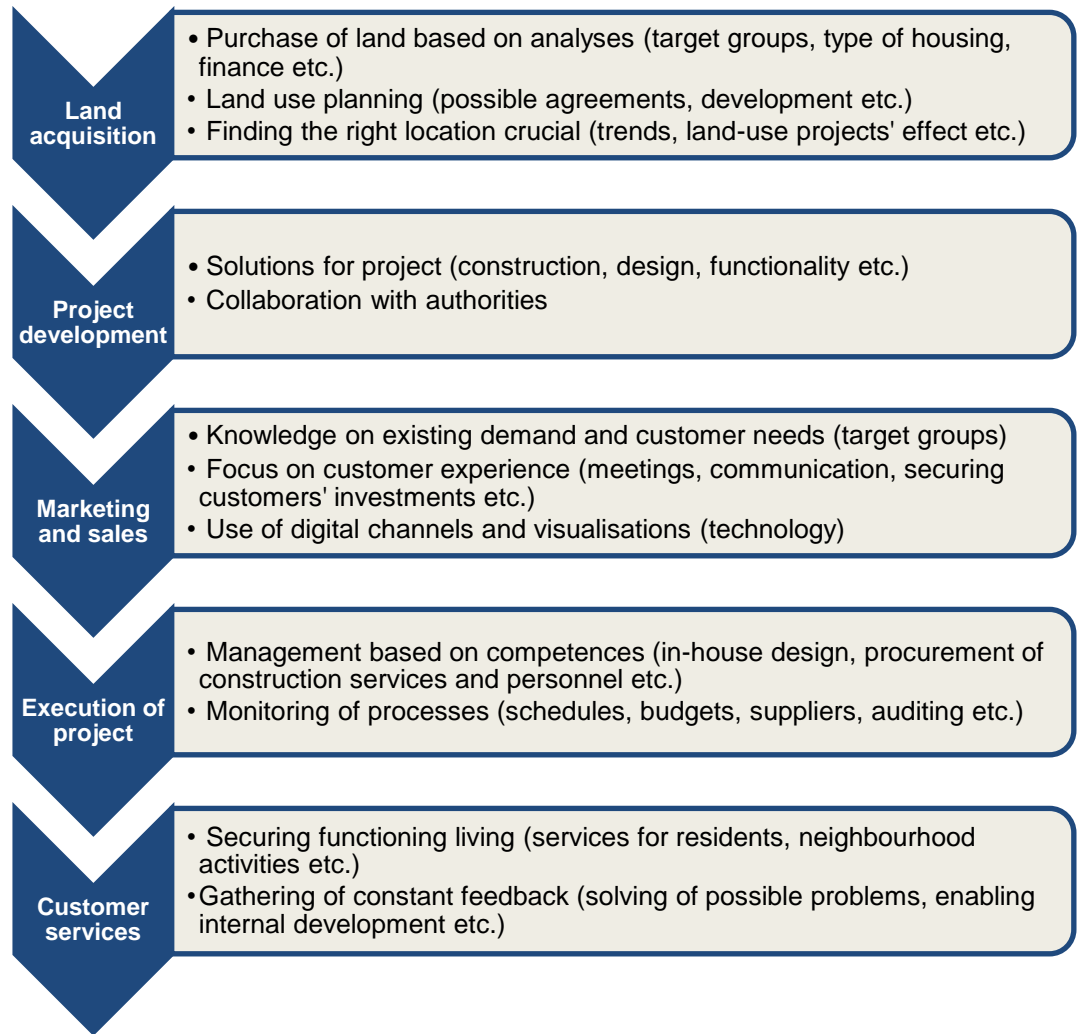 Land
acquisition
• Purchase of land based on analyses (target groups, type of housing,
finance etc.)
• Land use planning (possible agreements, development etc.)
• Finding the right location crucial (trends, land-use projects' effect etc.)
Project
development
• Solutions for project (construction, design, functionality etc.)
• Collaboration with authorities
Marketing
and sales
• Knowledge on existing demand and customer needs (target groups)
• Focus on customer experience (meetings, communication, securing
customers' investments etc.)
• Use of digital channels and visualisations (technology)
Execution of
project
• Management based on competences (in-house design, procurement of
construction services and personnel etc.)
• Monitoring of processes (schedules, budgets, suppliers, auditing etc.)
Customer
services
• Securing functioning living (services for residents, neighbourhood
activities etc.)
•Gathering of constant feedback (solving of possible problems, enabling
internal development etc.)